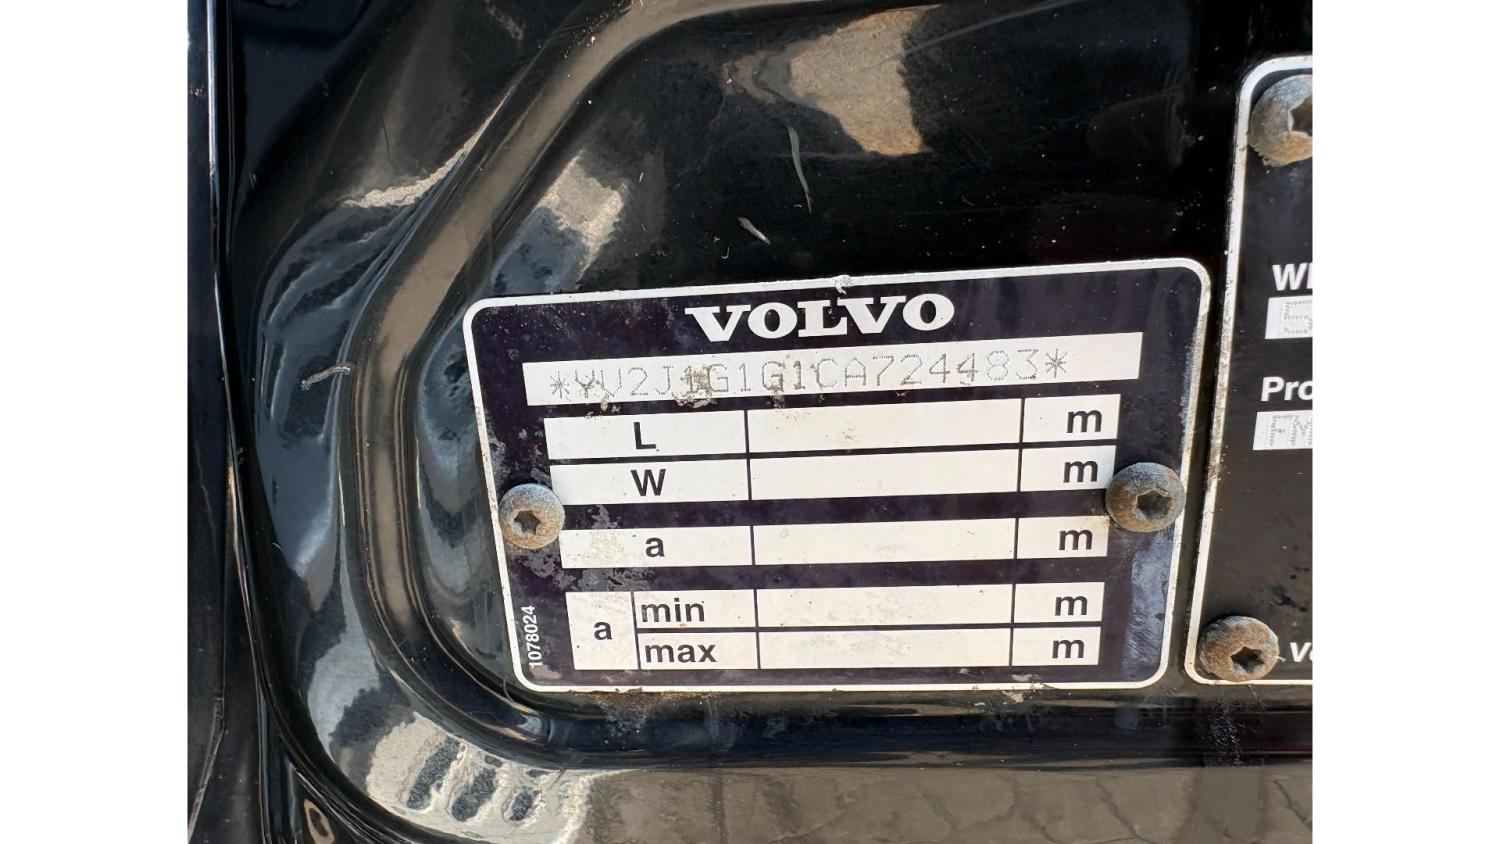 VOLVO
*YV2J1G1G1CA724483*
L m
W m
a m
a min m
max m
1078024